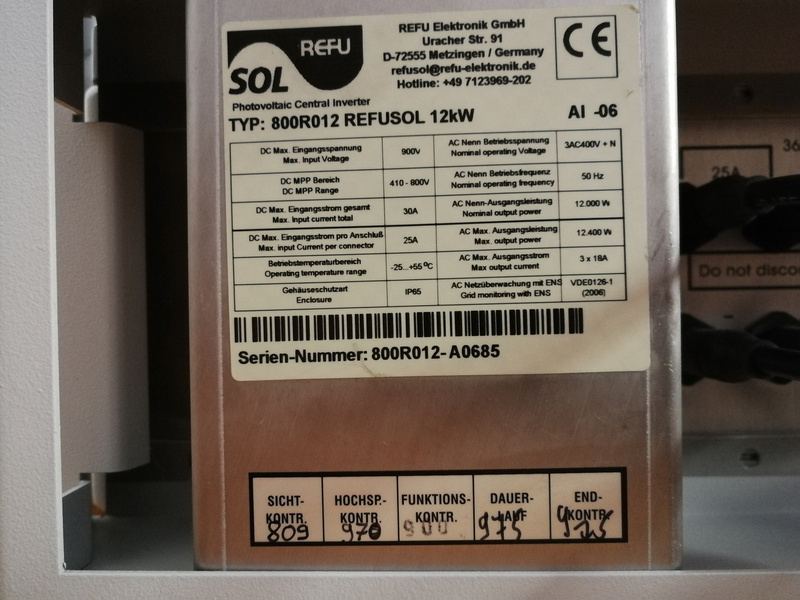 REFU
SOL
REFU Elektronik GmbH
Uracher Str. 91
D-72555 Metzingen / Germany
refusol@refu-elektronik.de
Hotline: +49 7123969-202
CE
Photovoltaic Central Inverter
TYP: 800R012 REFUSOL 12kW
AI -06
DC Max. Eingangsspannung
Max. Input Voltage
900V
AC Nenn Betriebsspannung
Nominal operating Voltage
3AC400V + N
DC MPP Bereich
DC MPP Range
410 - 800V
AC Nenn Betriebsfrequenz
Nominal operating frequency
50 Hz
DC Max. Eingangsstrom gesamt
Max. Input current total
30A
AC Nenn-Ausgangsleistung
Nominal output power
12.000 W
DC Max. Eingangsstrom pro Anschluß
Max. input Current per connector
25A
AC Max. Ausgangsleistung
Max. output power
12.400 W
Betriebstemperaturbereich
Operating temperature range
-25...+55 °C
AC Max. Ausgangsstrom
Max output current
3 x 18A
Gehäuseschutzart
Enclosure
IP65
AC Netzüberwachung mit ENS
Grid monitoring with ENS
VDE0126-1
(2006)
Serien-Nummer: 800R012-A0685
SICHT-
KONTR.
809
HOCHSP.-
KONTR.
970
FUNKTIONS-
KONTR.
900
DAUER-
LAUF
975
END-
KONTR.
36
25A
Do not disco